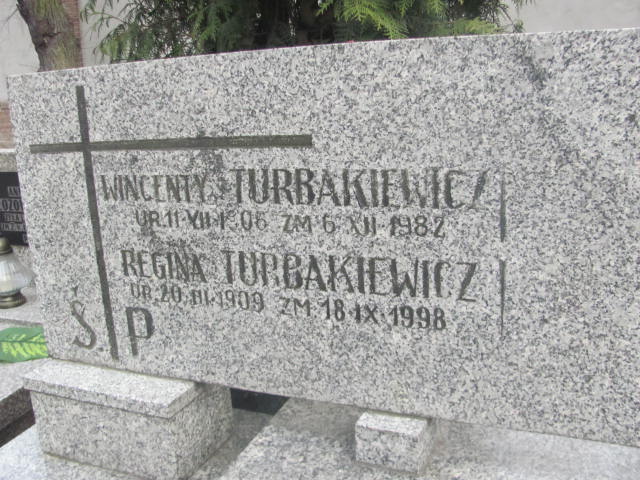 WINCENTY TURBAKIEWICZ
UR.11.VII.1906 ZM 6 XII.1982
REGINA TURBAKIEWICZ
UR.20.III.1909 ZM 18.IX.1998
Ś.P